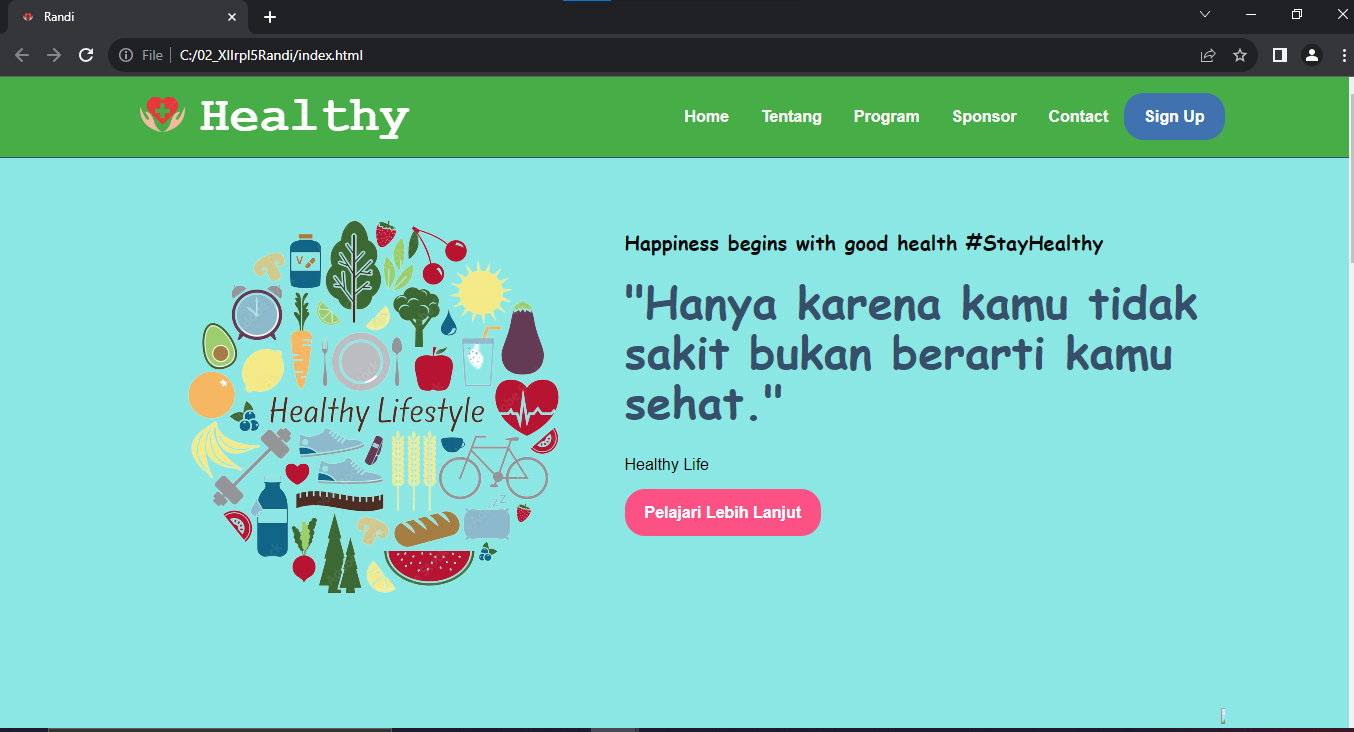 Randi
File
C:/02_XIIrpl5Randi/index.html
Healthy
Home Tentang Program Sponsor Contact Sign Up
Happiness begins with good health #StayHealthy
"Hanya karena kamu tidak
sakit bukan berarti kamu
sehat."
V
Healthy Lifestyle
z z z
Healthy Life
Pelajari Lebih Lanjut